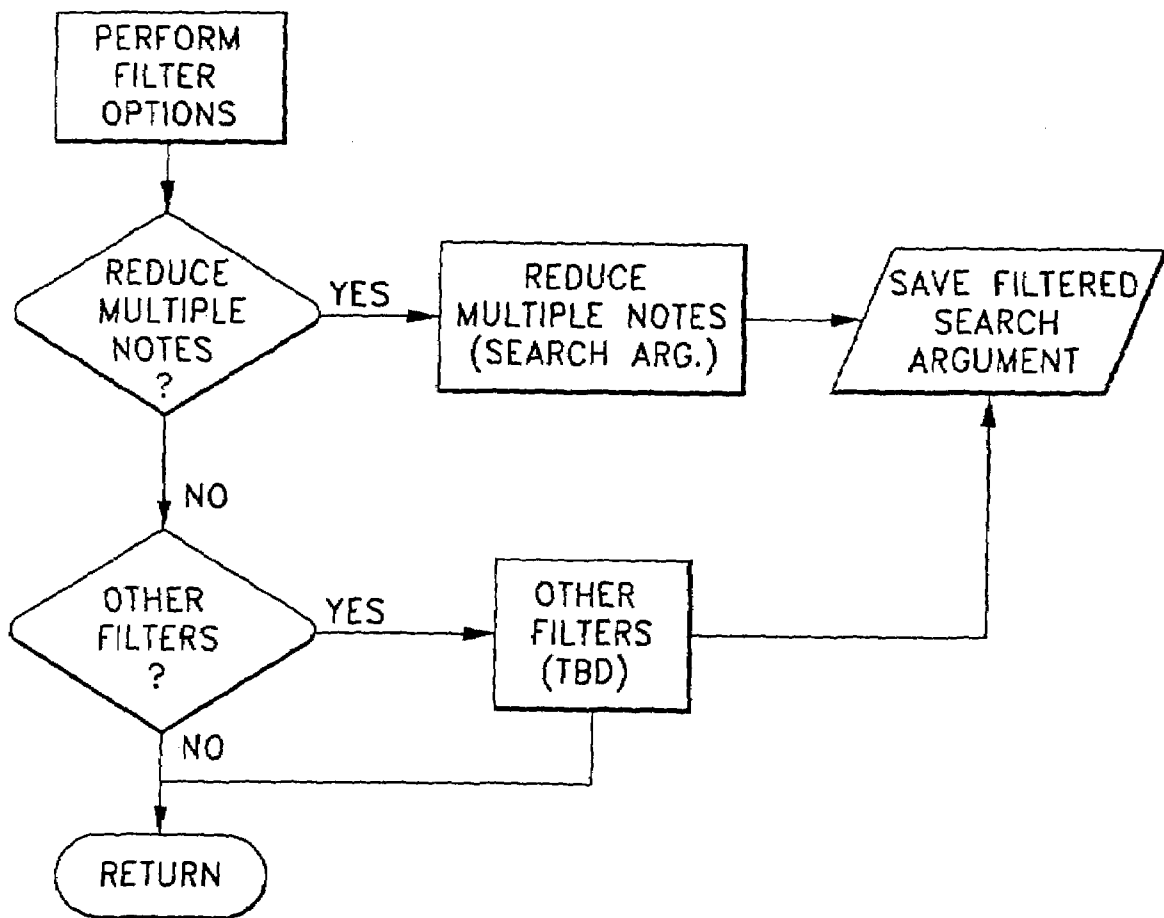 PERFORM
FILTER
OPTIONS
REDUCE
MULTIPLE
NOTES
?
YES
REDUCE
MULTIPLE NOTES
(SEARCH ARG.)
SAVE FILTERED
SEARCH
ARGUMENT
NO
OTHER
FILTERS
?
YES
OTHER
FILTERS
(TBD)
NO
RETURN